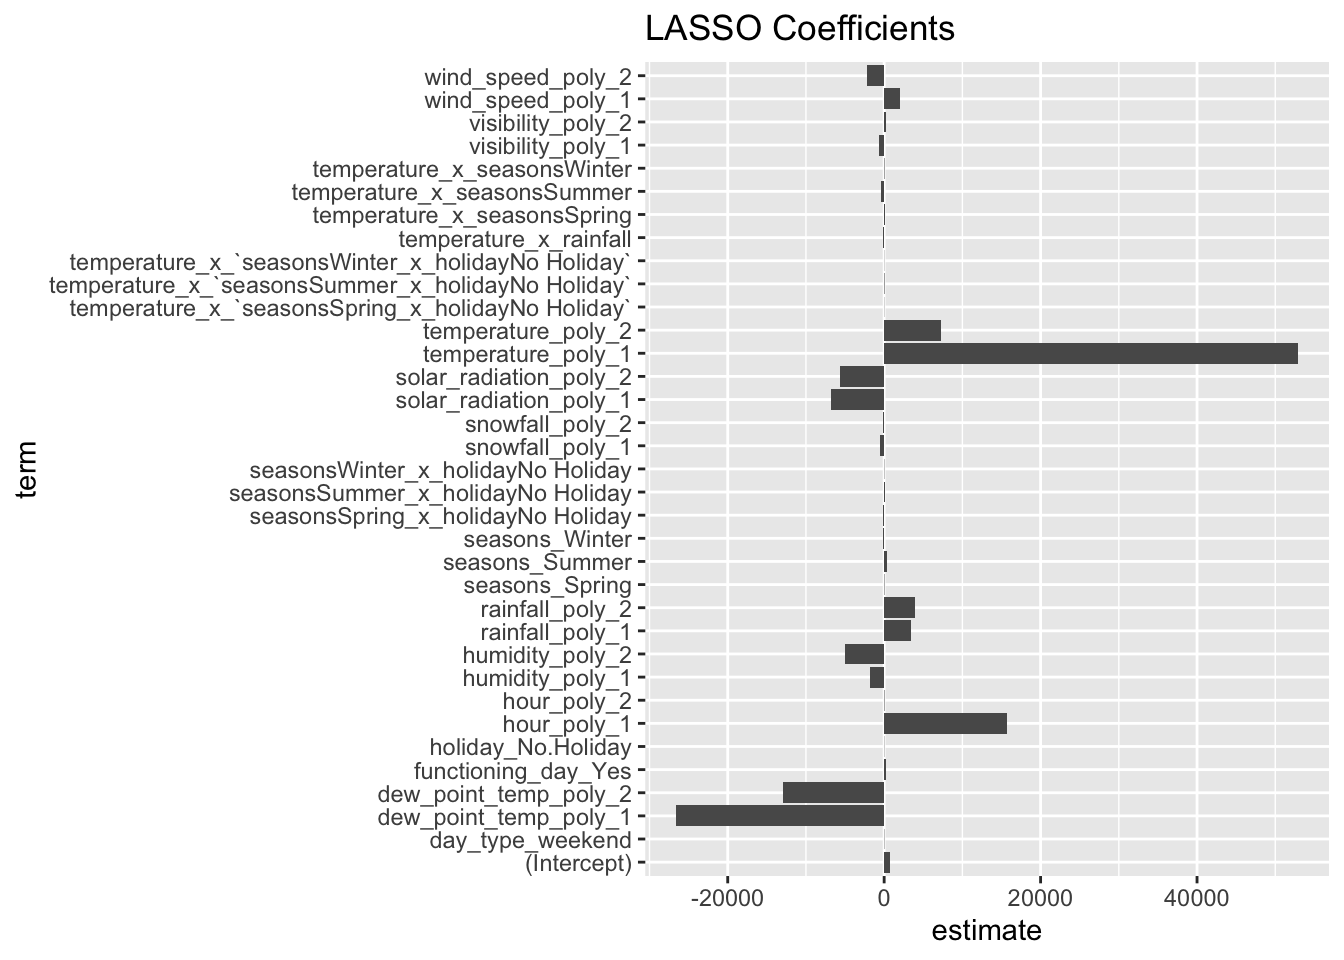 LASSO Coefficients
wind_speed_poly_2
wind_speed_poly_1
visibility_poly_2
visibility_poly_1
temperature_x_seasonsWinter
temperature_x_seasonsSummer
temperature_x_seasonsSpring
temperature_x_rainfall
temperature_x_`seasonsWinter_x_holidayNo Holiday`
temperature_x_`seasonsSummer_x_holidayNo Holiday`
temperature_x_`seasonsSpring_x_holidayNo Holiday`
temperature_poly_2
temperature_poly_1
solar_radiation_poly_2
solar_radiation_poly_1
snowfall_poly_2
snowfall_poly_1
seasonsWinter_x_holidayNo Holiday
seasonsSummer_x_holidayNo Holiday
seasonsSpring_x_holidayNo Holiday
seasons_Winter
seasons_Summer
seasons_Spring
rainfall_poly_2
rainfall_poly_1
humidity_poly_2
humidity_poly_1
hour_poly_2
hour_poly_1
holiday_No.Holiday
functioning_day_Yes
dew_point_temp_poly_2
dew_point_temp_poly_1
day_type_weekend
(Intercept)
term
-20000 0 20000 40000
estimate